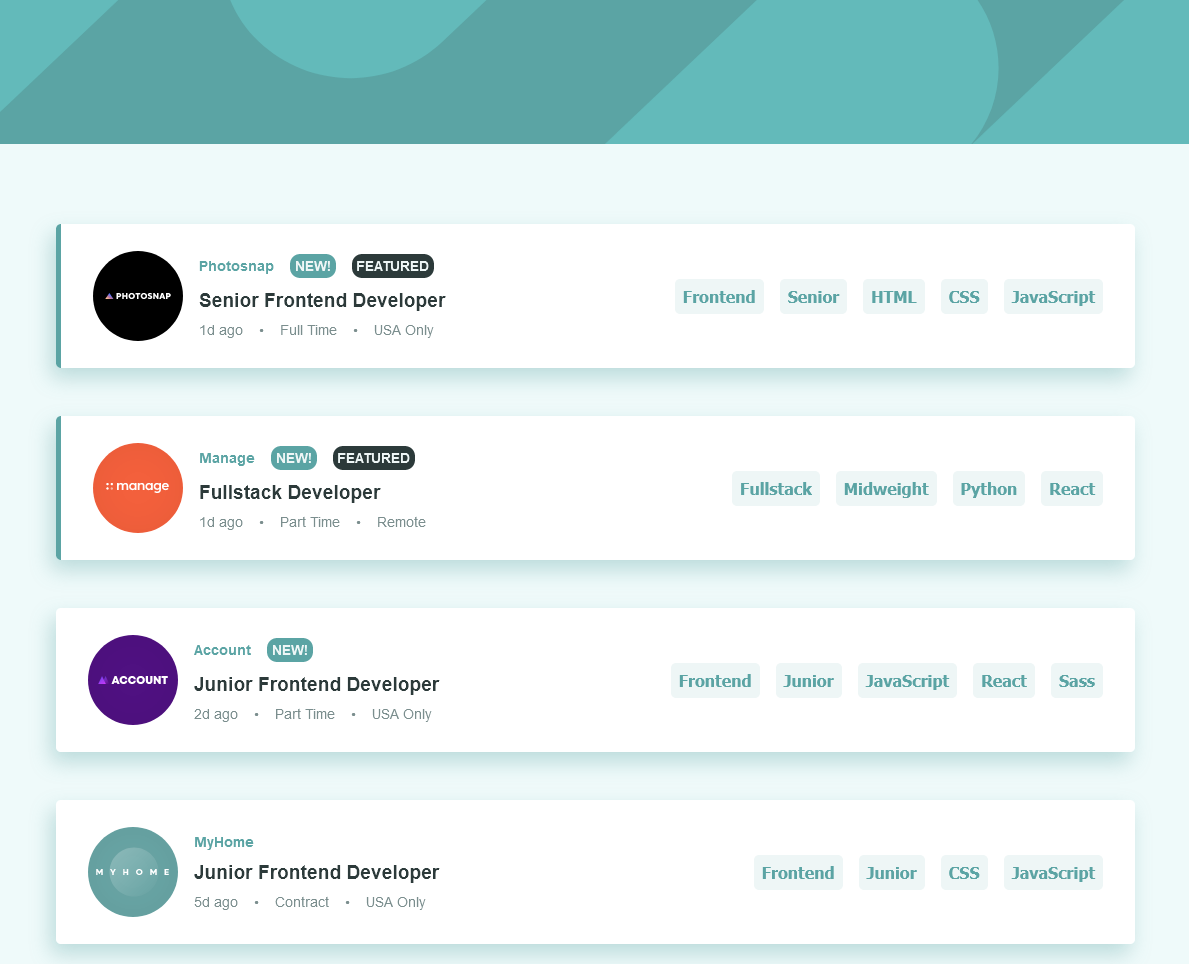 PHOTOSNAP
Photosnap NEW! FEATURED
Senior Frontend Developer
1d ago • Full Time • USA Only
Frontend Senior HTML CSS JavaScript
manage
Manage NEW! FEATURED
Fullstack Developer
1d ago • Part Time • Remote
Fullstack Midweight Python React
ACCOUNT
Account NEW!
Junior Frontend Developer
2d ago • Part Time • USA Only
Frontend Junior JavaScript React Sass
MYHOME
MyHome
Junior Frontend Developer
5d ago • Contract • USA Only
Frontend Junior CSS JavaScript